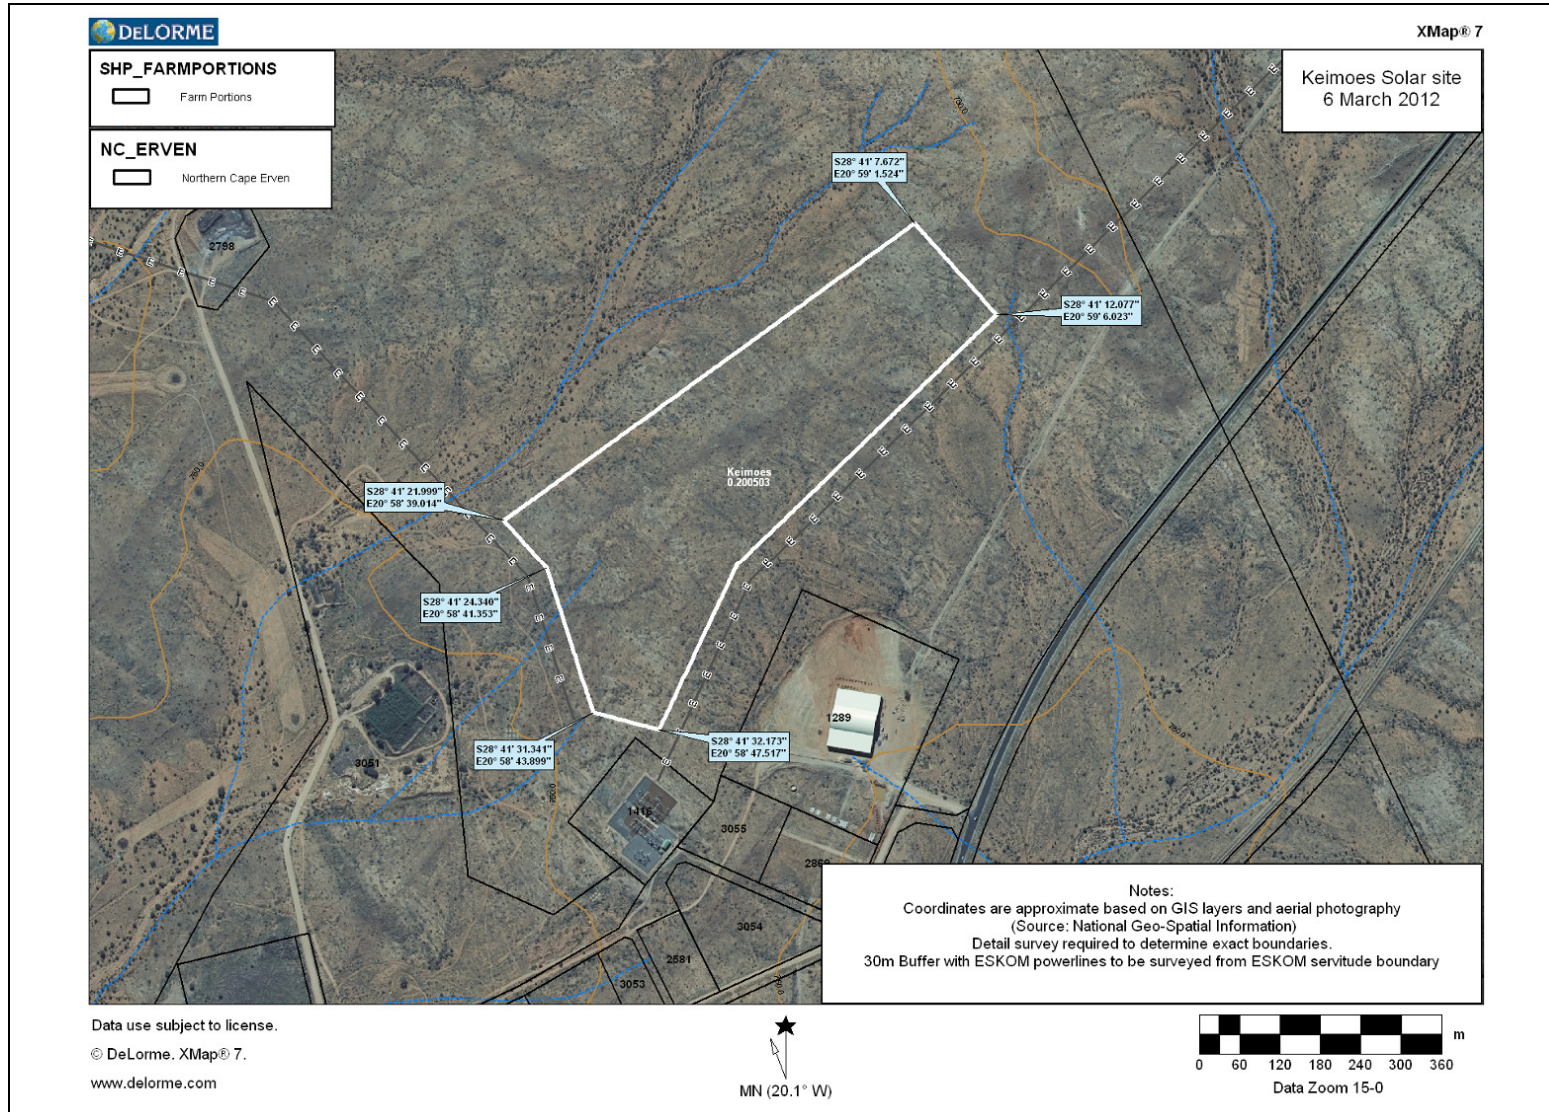 DELORME
XMap® 7
SHP_FARMPORTIONS
Farm Portions
NC_ERVEN
Northern Cape Erven
Keimoes Solar site
6 March 2012
S28° 41' 7.672"
E20° 59' 1.524"
S28° 41' 12.077"
E20° 59' 6.023"
S28° 41' 21.999"
E20° 58' 39.014"
S28° 41' 24.340"
E20° 58' 41.353"
S28° 41' 31.341"
E20° 58' 43.899"
S28° 41' 32.173"
E20° 58' 47.517"
Keimoes
0.200503
2798
3051
1289
1416
3055
3054
2581
3053
760.0
Notes:
Coordinates are approximate based on GIS layers and aerial photography
(Source: National Geo-Spatial Information)
Detail survey required to determine exact boundaries.
30m Buffer with ESKOM powerlines to be surveyed from ESKOM servitude boundary
Data use subject to license.
© DeLorme. XMap® 7.
www.delorme.com
MN (20.1° W)
0 60 120 180 240 300 360
m
Data Zoom 15-0